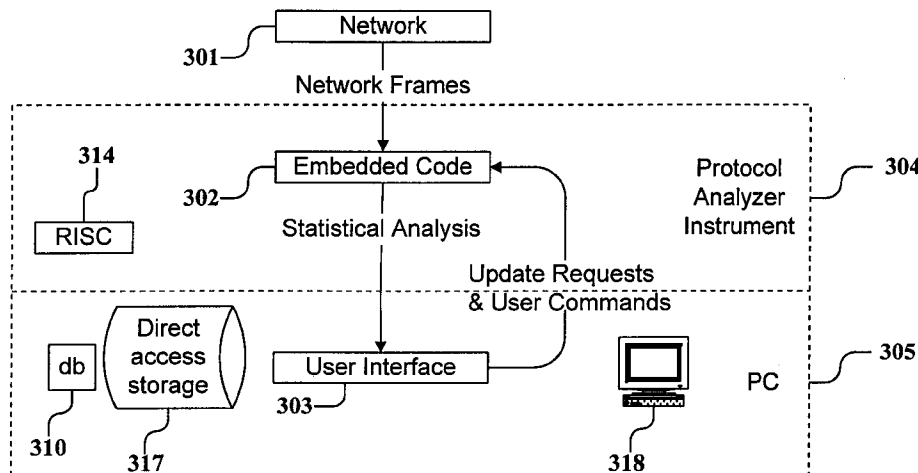 Network
301
Network Frames
314
Embedded Code
304
302
Protocol
Analyzer
Instrument
RISC
Statistical Analysis
Update Requests
& User Commands
Direct
access
storage
db
User Interface
PC
305
303
310
317
318